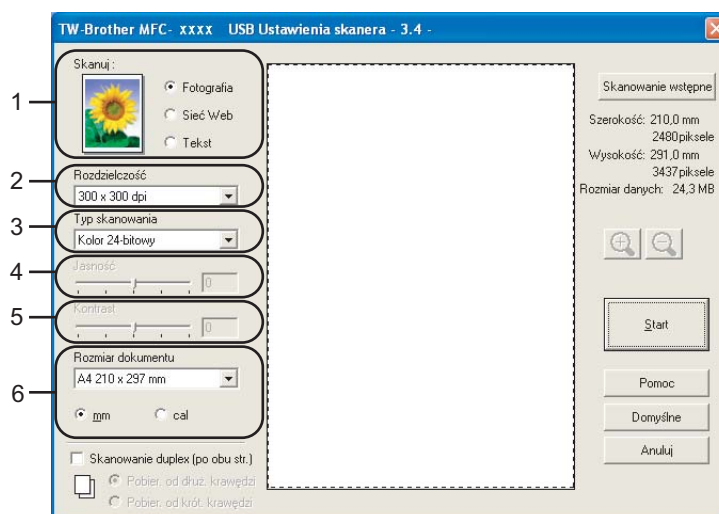 TW-Brother MFC- xxxx USB Ustawienia skanera - 3.4 -
Skanuj :
1
Fotografia
Sieć Web
Tekst
2
Rozdzielczość
300 x 300 dpi
3
Typ skanowania
Kolor 24-bitowy
4
Jasność
0
5
Kontrast
0
6
Rozmiar dokumentu
A4 210 x 297 mm
mm
cal
Skanowanie duplex (po obu str.)
Pobier. od dłuż. krawędzi
Pobier. od krót. krawędzi
Skanowanie wstępne
Szerokość: 210,0 mm
2480piksele
Wysokość: 291,0 mm
3437piksele
Rozmiar danych: 24,3 MB
Start
Pomoc
Domyślne
Anuluj